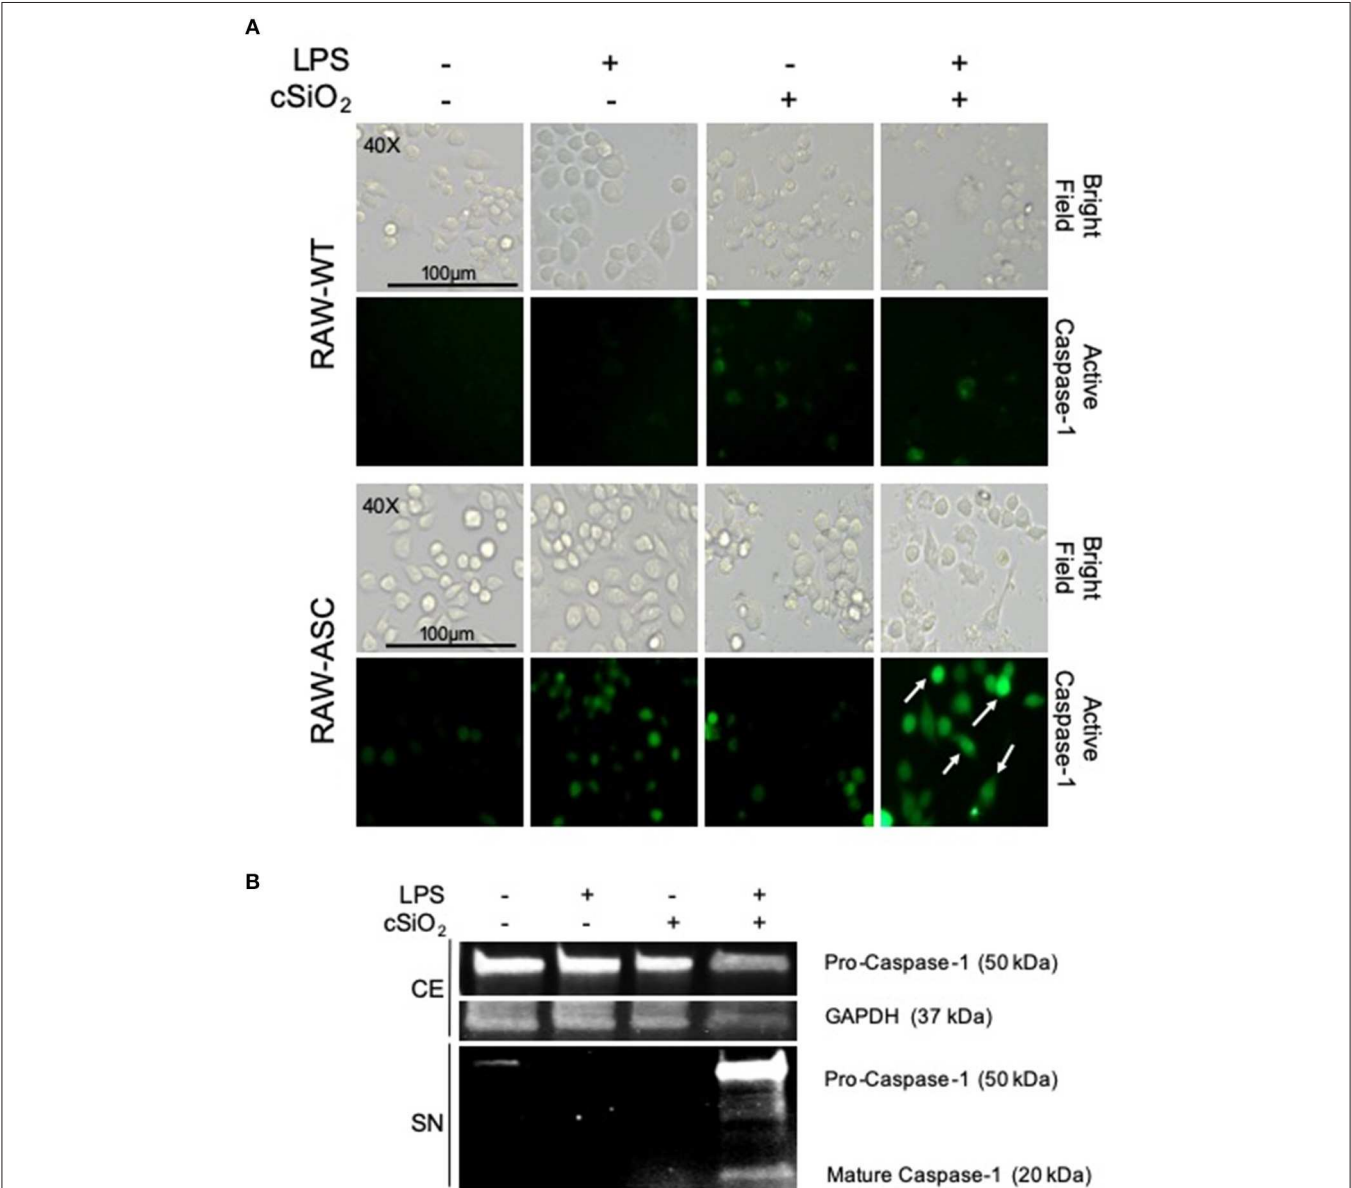 A
LPS - + - +
cSiO2 - - + +
40X
100µm
Bright Field
RAW-WT
Active Caspase-1
40X
100µm
Bright Field
RAW-ASC
Active Caspase-1
B
LPS - + - +
cSiO2 - - + +
CE
Pro-Caspase-1 (50 kDa)
GAPDH (37 kDa)
SN
Pro-Caspase-1 (50 kDa)
Mature Caspase-1 (20 kDa)